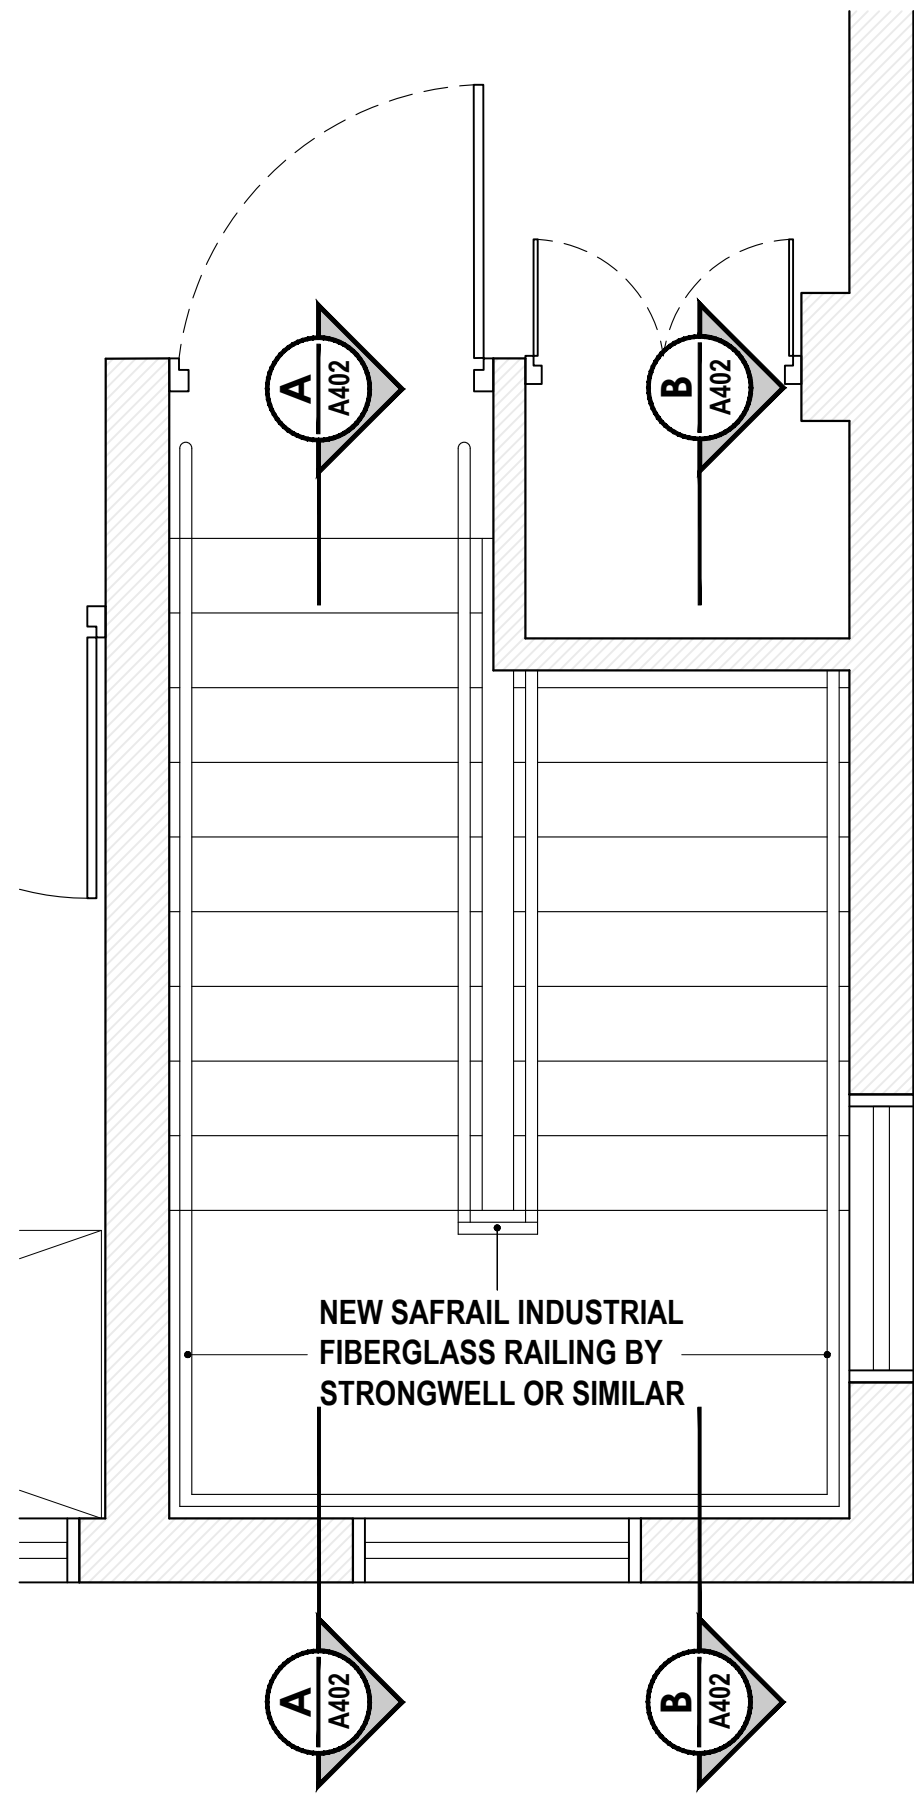 A
A402
B
A402
NEW SAFRAIL INDUSTRIAL
FIBERGLASS RAILING BY
STRONGWELL OR SIMILAR
A
A402
B
A402